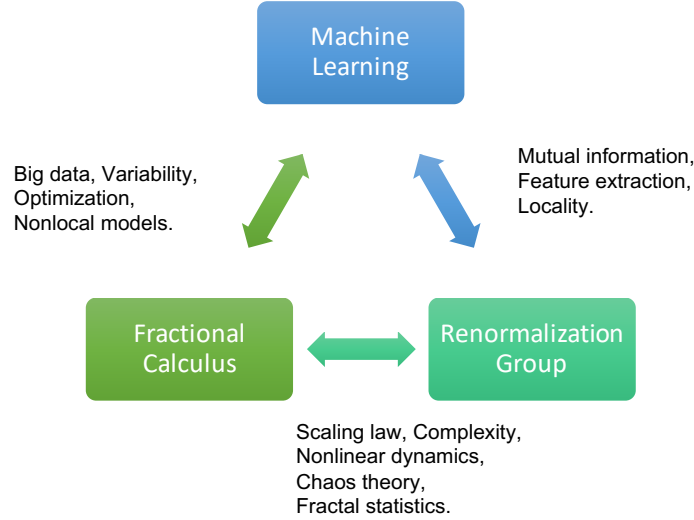 Machine
Learning
Big data, Variability,
Optimization,
Nonlocal models.
Mutual information,
Feature extraction,
Locality.
Fractional
Calculus
Renormalization
Group
Scaling law, Complexity,
Nonlinear dynamics,
Chaos theory,
Fractal statistics.